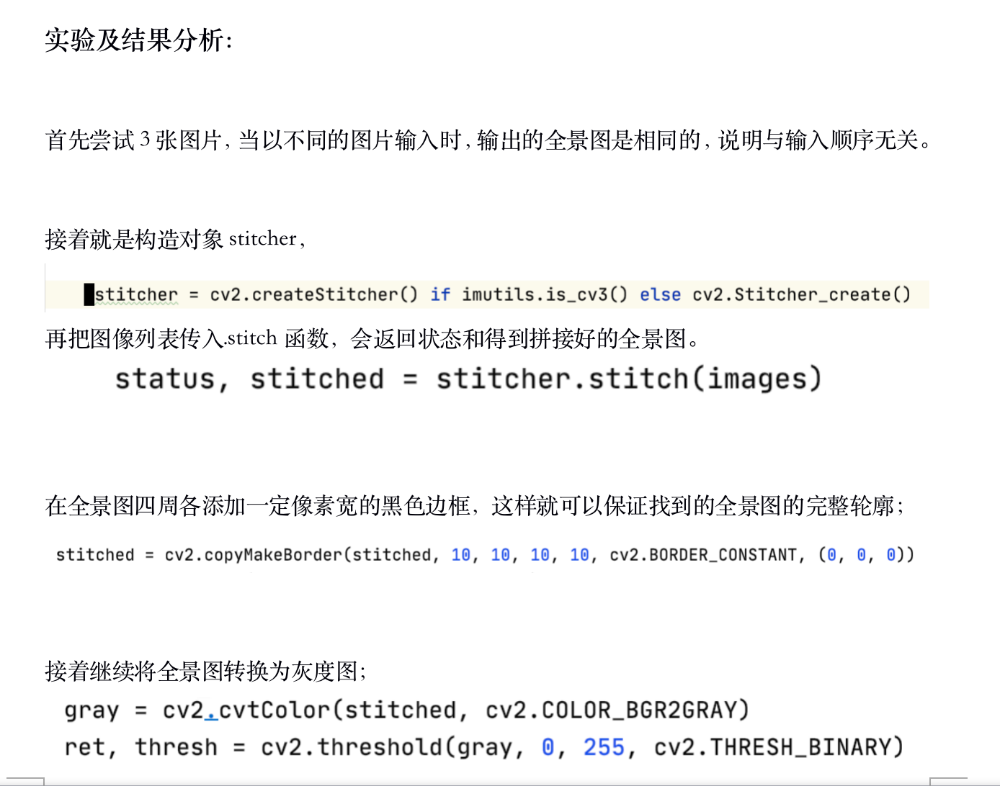 实验及结果分析：
首先尝试 3 张图片，当以不同的图片输入时，输出的全景图是相同的，说明与输入顺序无关。
接着就是构造对象 stitcher，
stitcher = cv2.createStitcher() if imutils.is_cv3() else cv2.Stitcher_create()
再把图像列表传入.stitch 函数，会返回状态和得到拼接好的全景图。
status, stitched = stitcher.stitch(images)
在全景图四周各添加一定像素宽的黑色边框，这样就可以保证找到的全景图的完整轮廓；
stitched = cv2.copyMakeBorder(stitched, 10, 10, 10, 10, cv2.BORDER_CONSTANT, (0, 0, 0))
接着继续将全景图转换为灰度图；
gray = cv2.cvtColor(stitched, cv2.COLOR_BGR2GRAY)
ret, thresh = cv2.threshold(gray, 0, 255, cv2.THRESH_BINARY)